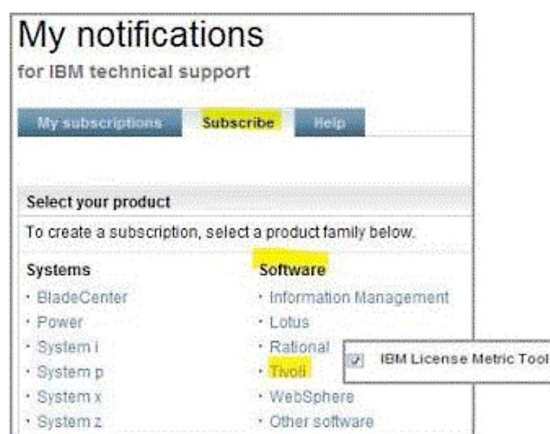 My notifications
for IBM technical support
My subscriptions Subscribe Help
Select your product
To create a subscription, select a product family below.
Systems
· BladeCenter
· Power
· System i
· System p
· System x
· System z
Software
· Information Management
· Lotus
· Rational
· Tivoli
· WebSphere
· Other software
IBM License Metric Tool